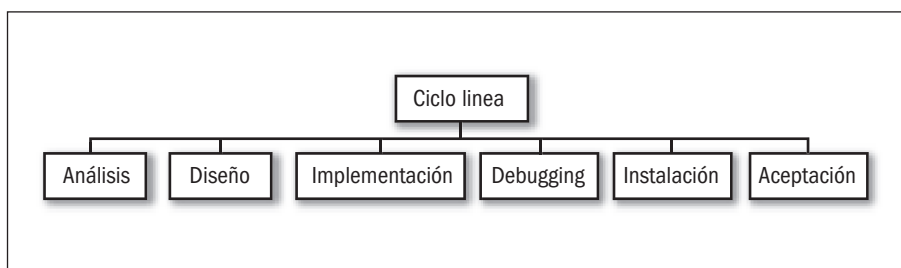 Ciclo linea
Análisis
Diseño
Implementación
Debugging
Instalación
Aceptación